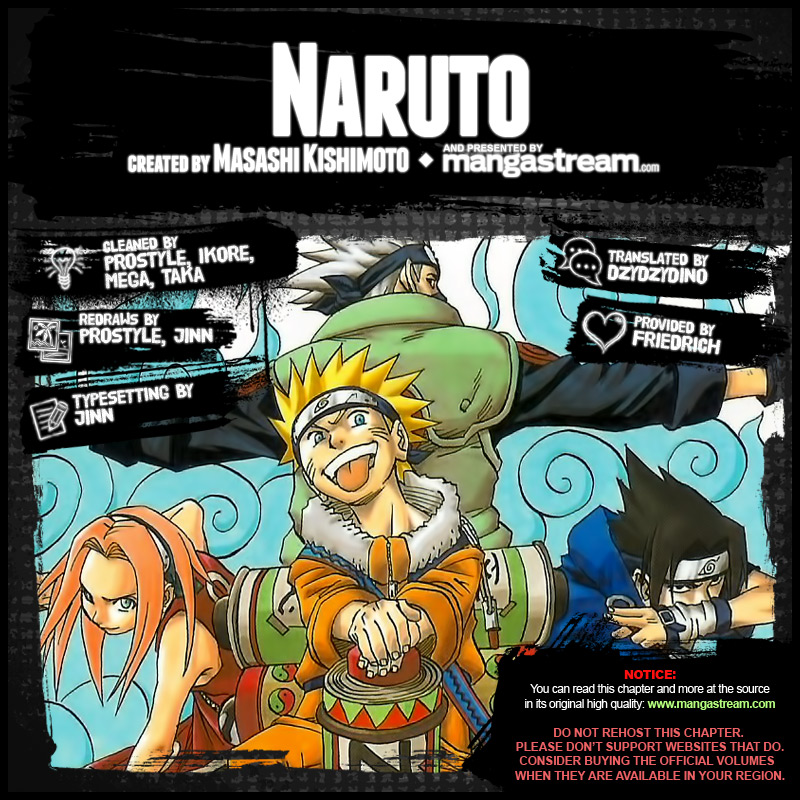 NARUTO
CREATED BY MASASHI KISHIMOTO ◆ AND PRESENTED BY mangastream.com
CLEANED BY
PROSTYLE, IKORE,
MEGA, TAKA
REDRAWS BY
PROSTYLE, JINN
TYPESETTING BY
JINN
TRANSLATED BY
DZYDZYDINO
PROVIDED BY
FRIEDRICH
NOTICE:
You can read this chapter and more at the source
in its original high quality: www.mangastream.com
DO NOT REHOST THIS CHAPTER.
PLEASE DON'T SUPPORT WEBSITES THAT DO.
CONSIDER BUYING THE OFFICIAL VOLUMES
WHEN THEY ARE AVAILABLE IN YOUR REGION.